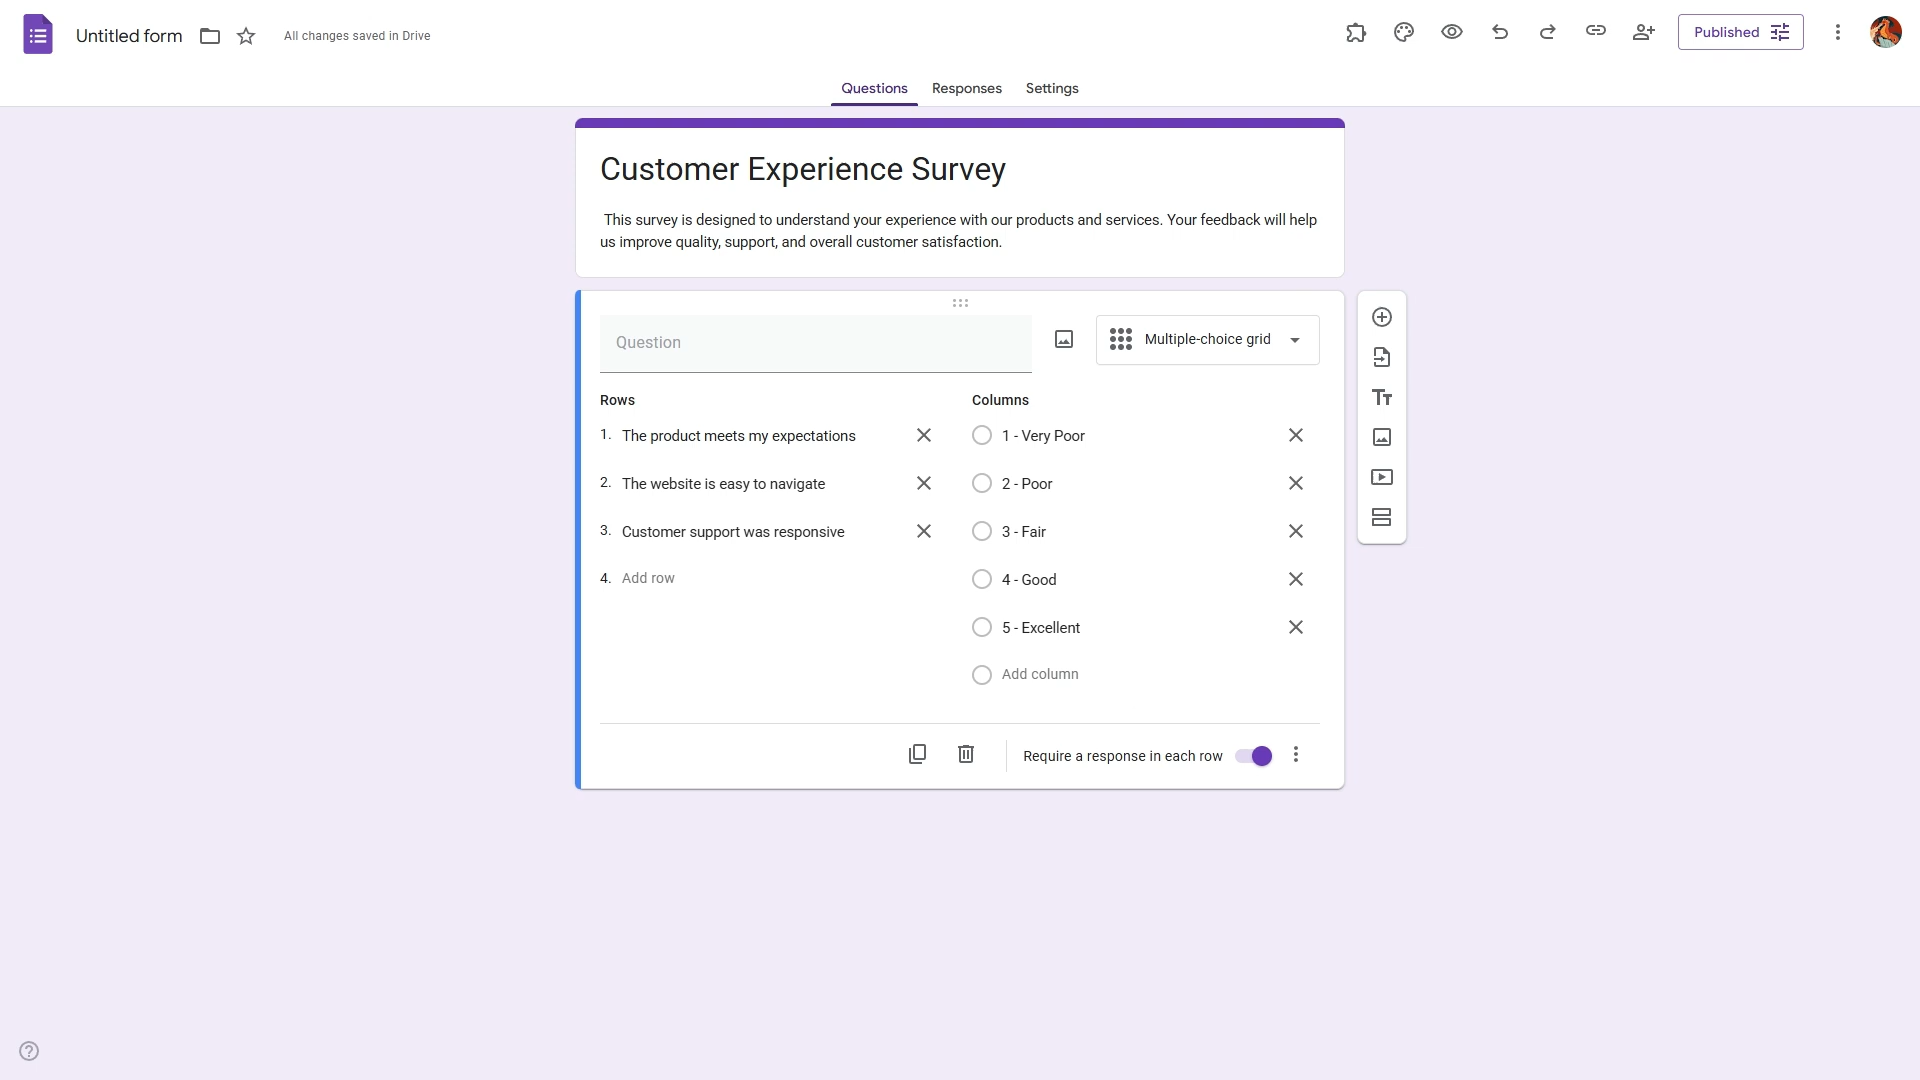 Untitled form
All changes saved in Drive
Published
Questions
Responses
Settings
Customer Experience Survey
This survey is designed to understand your experience with our products and services. Your feedback will help
us improve quality, support, and overall customer satisfaction.
Question
Multiple-choice grid
Rows
Columns
1. The product meets my expectations
1 - Very Poor
2. The website is easy to navigate
2 - Poor
3. Customer support was responsive
3 - Fair
4. Add row
4 - Good
5 - Excellent
Add column
Require a response in each row